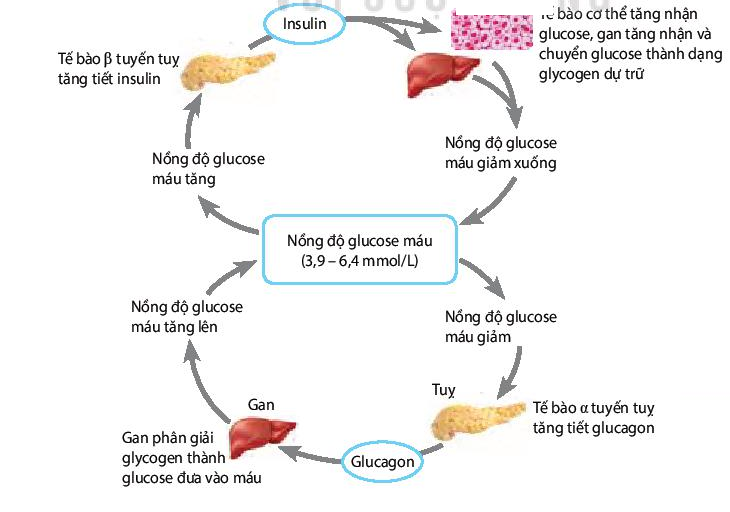 Insulin
Tế bào cơ thể tăng nhận
glucose, gan tăng nhận và
chuyển glucose thành dạng
glycogen dự trữ
Tế bào β tuyến tuỵ
tăng tiết insulin
Nồng độ glucose
máu giảm xuống
Nồng độ glucose
máu tăng
Nồng độ glucose máu
(3,9 – 6,4 mmol/L)
Nồng độ glucose
máu tăng lên
Nồng độ glucose
máu giảm
Tuỵ
Gan
Tế bào α tuyến tuỵ
tăng tiết glucagon
Gan phân giải
glycogen thành
glucose đưa vào máu
Glucagon